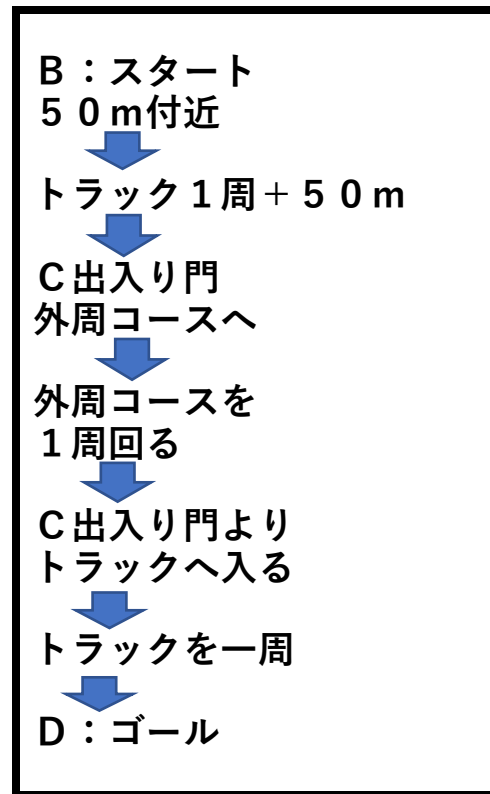 B：スタート
５０ｍ付近
トラック１周＋５０ｍ
C出入り門
外周コースへ
外周コースを
１周回る
C出入り門より
トラックへ入る
トラックを一周
D：ゴール